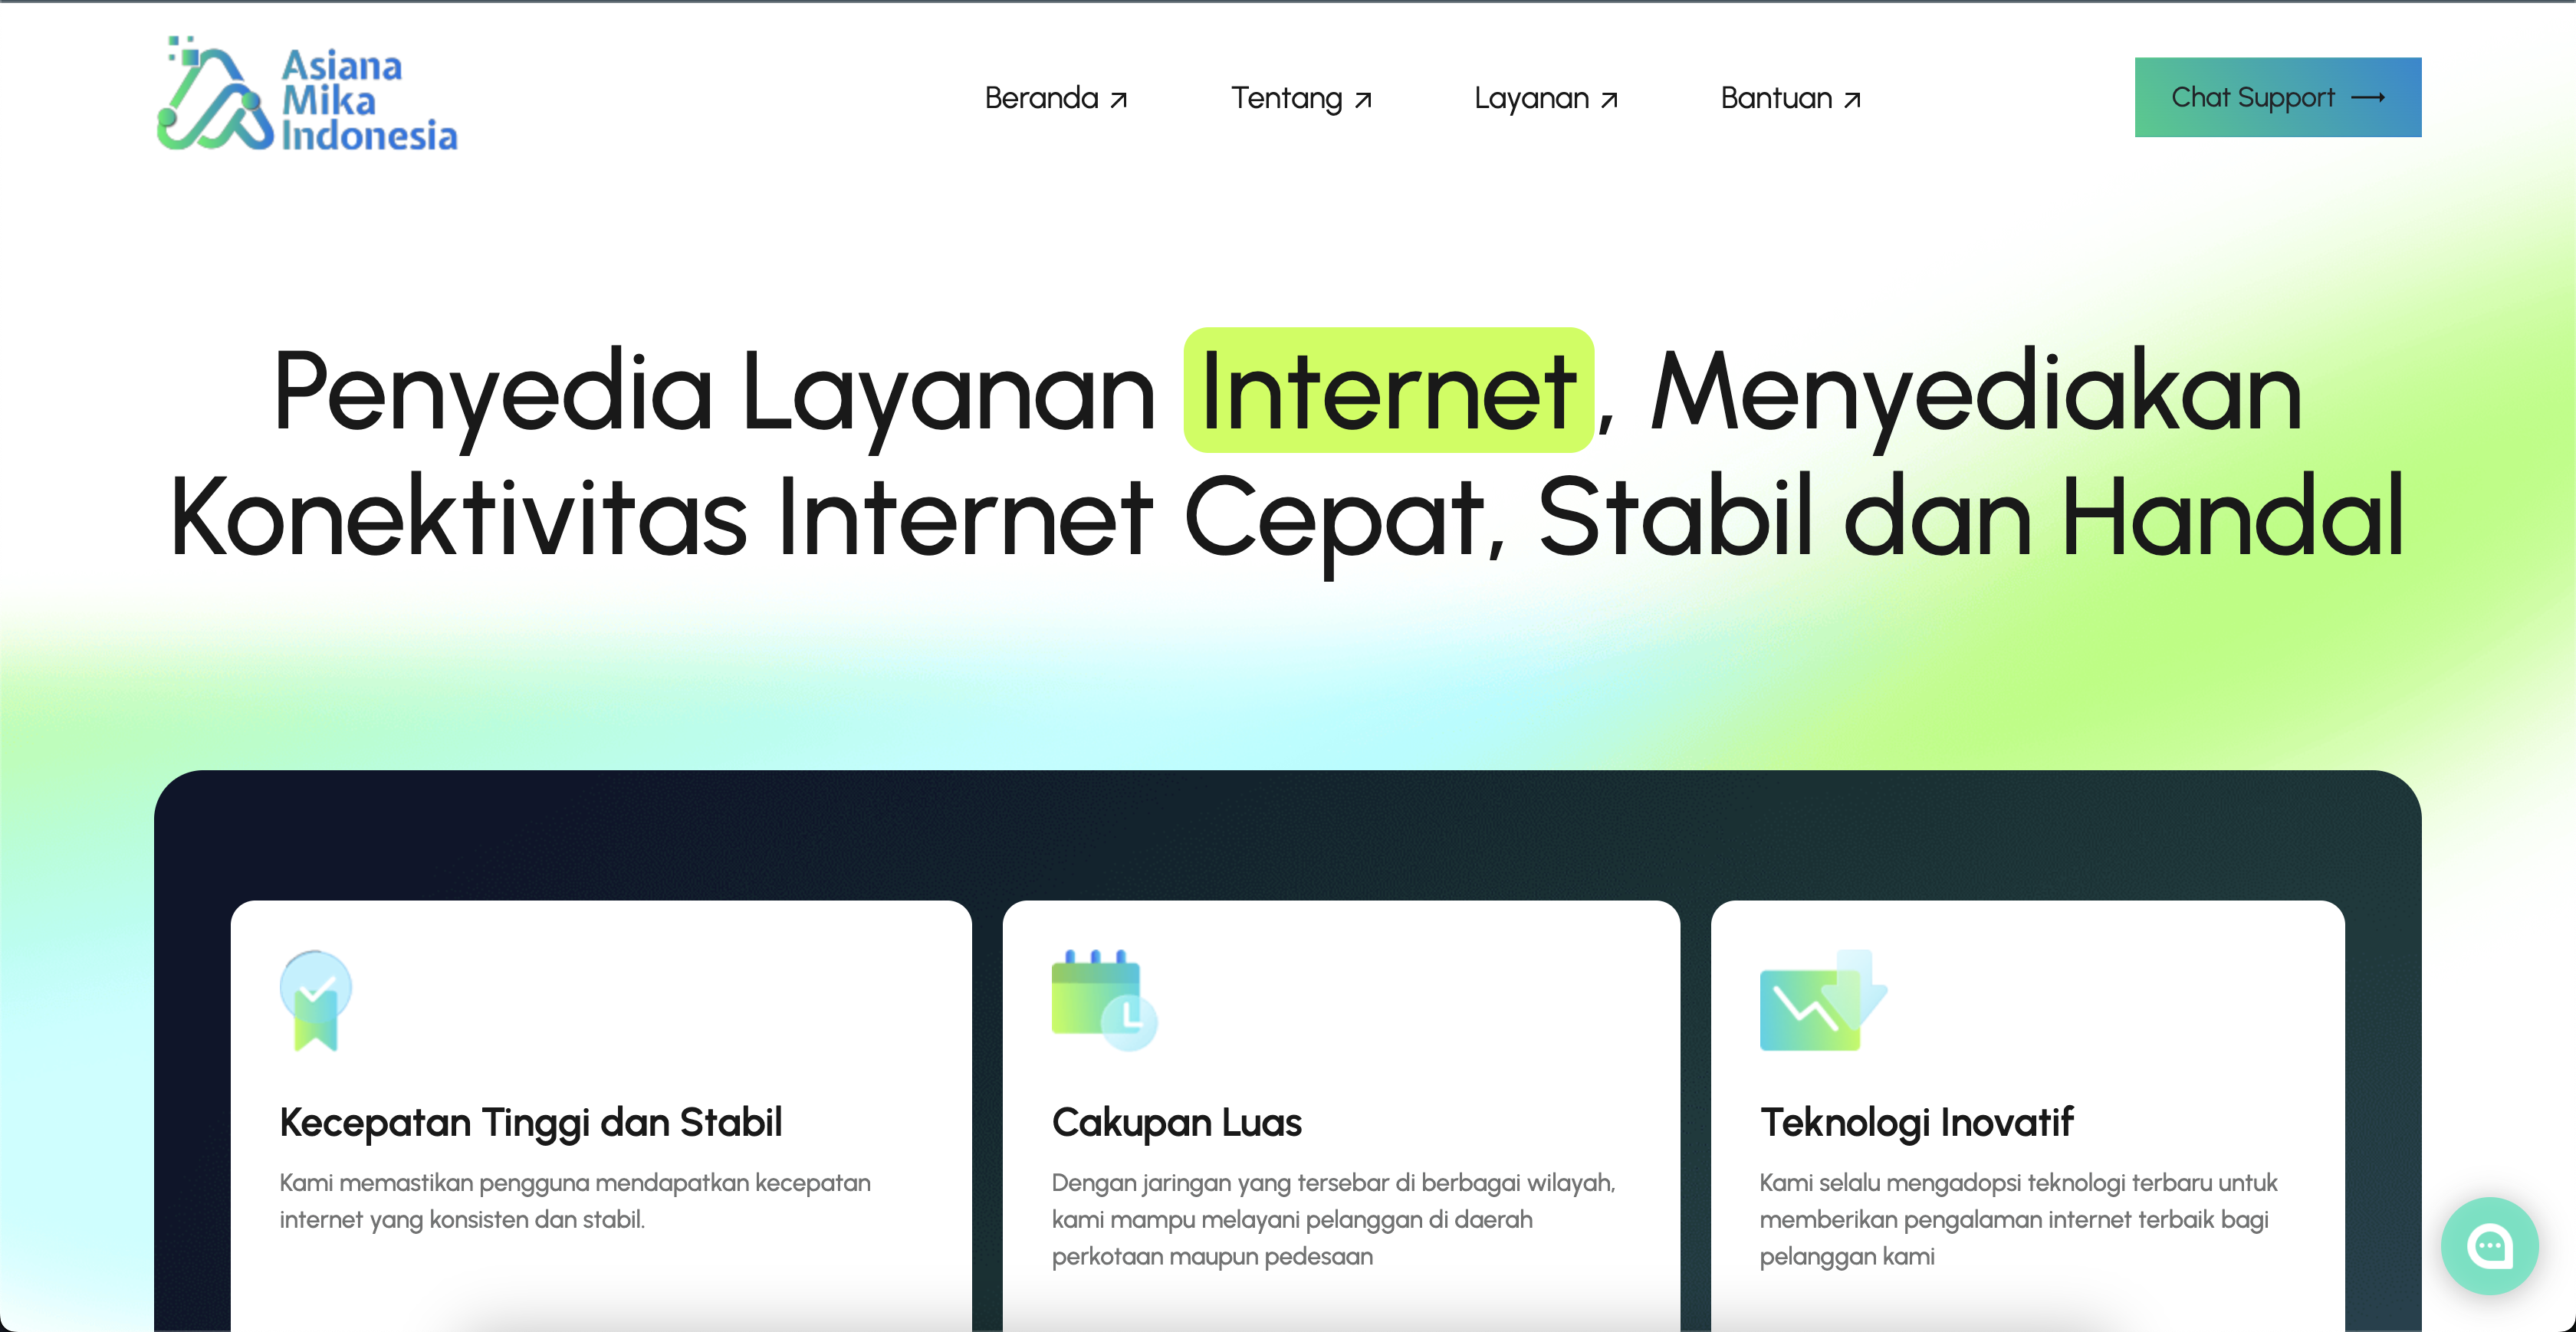 Asiana
Mika
Indonesia
Beranda
Tentang
Layanan
Bantuan
Chat Support
Penyedia Layanan Internet, Menyediakan
Konektivitas Internet Cepat, Stabil dan Handal
Kecepatan Tinggi dan Stabil
Kami memastikan pengguna mendapatkan kecepatan
internet yang konsisten dan stabil.
Cakupan Luas
Dengan jaringan yang tersebar di berbagai wilayah,
kami mampu melayani pelanggan di daerah
perkotaan maupun pedesaan
Teknologi Inovatif
Kami selalu mengadopsi teknologi terbaru untuk
memberikan pengalaman internet terbaik bagi
pelanggan kami